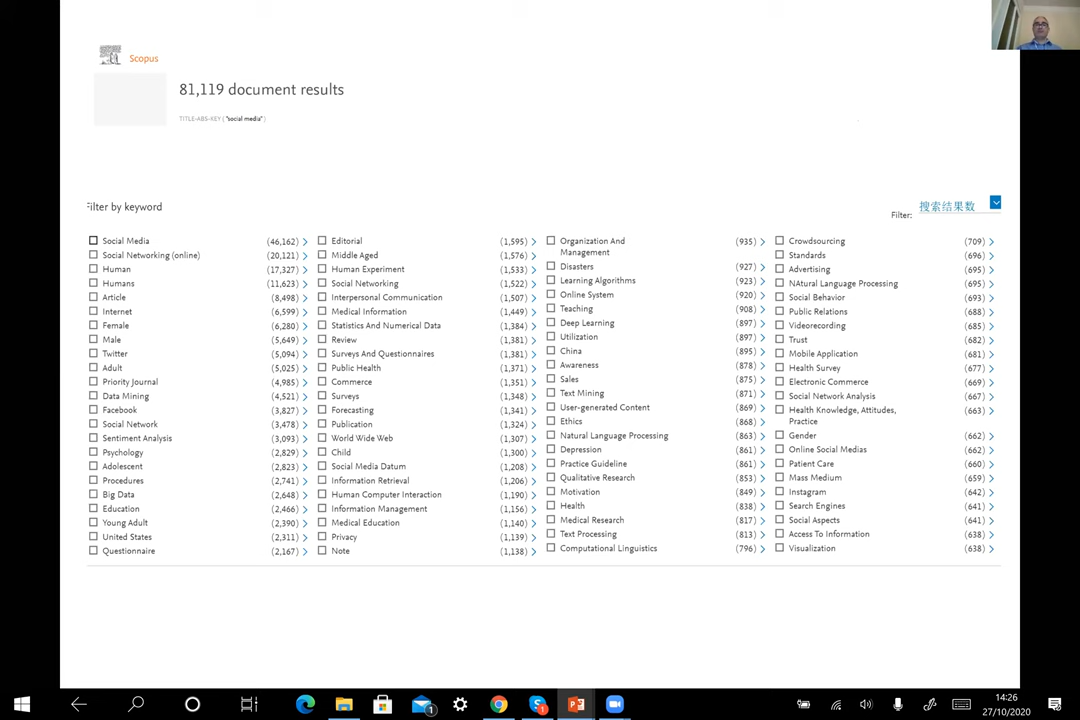 Scopus
81,119 document results
TITLE-ABS-KEY ( "social media" )
Filter by keyword
搜索结果数
Filter:
Social Media (46,162)
Social Networking (online) (20,121)
Human (17,327)
Humans (11,623)
Article (8,498)
Internet (6,599)
Female (6,280)
Male (5,649)
Twitter (5,094)
Adult (5,025)
Priority Journal (4,985)
Data Mining (4,521)
Facebook (3,827)
Social Network (3,478)
Sentiment Analysis (3,093)
Psychology (2,829)
Adolescent (2,823)
Procedures (2,741)
Big Data (2,648)
Education (2,466)
Young Adult (2,390)
United States (2,311)
Questionnaire (2,167)
Editorial (1,595)
Middle Aged (1,576)
Human Experiment (1,533)
Social Networking (1,522)
Interpersonal Communication (1,507)
Medical Information (1,449)
Statistics And Numerical Data (1,384)
Review (1,381)
Surveys And Questionnaires (1,381)
Public Health (1,371)
Commerce (1,351)
Surveys (1,348)
Forecasting (1,341)
Publication (1,324)
World Wide Web (1,307)
Child (1,300)
Social Media Datum (1,208)
Information Retrieval (1,206)
Human Computer Interaction (1,190)
Information Management (1,156)
Medical Education (1,140)
Privacy (1,139)
Note (1,138)
Organization And (935)
Management
Disasters (927)
Learning Algorithms (923)
Online System (920)
Teaching (908)
Deep Learning (897)
Utilization (897)
China (895)
Awareness (878)
Sales (875)
Text Mining (871)
User-generated Content (869)
Ethics (868)
Natural Language Processing (863)
Depression (861)
Practice Guideline (861)
Qualitative Research (853)
Motivation (849)
Health (838)
Medical Research (817)
Text Processing (813)
Computational Linguistics (796)
Crowdsourcing (709)
Standards (696)
Advertising (695)
NAtural Language Processing (695)
Social Behavior (693)
Public Relations (688)
Videorecording (685)
Trust (682)
Mobile Application (681)
Health Survey (677)
Electronic Commerce (669)
Social Network Analysis (667)
Health Knowledge, Attitudes, (663)
Practice
Gender (662)
Online Social Medias (662)
Patient Care (660)
Mass Medium (659)
Instagram (642)
Search Engines (641)
Social Aspects (641)
Access To Information (638)
Visualization (638)
14:26
27/10/2020